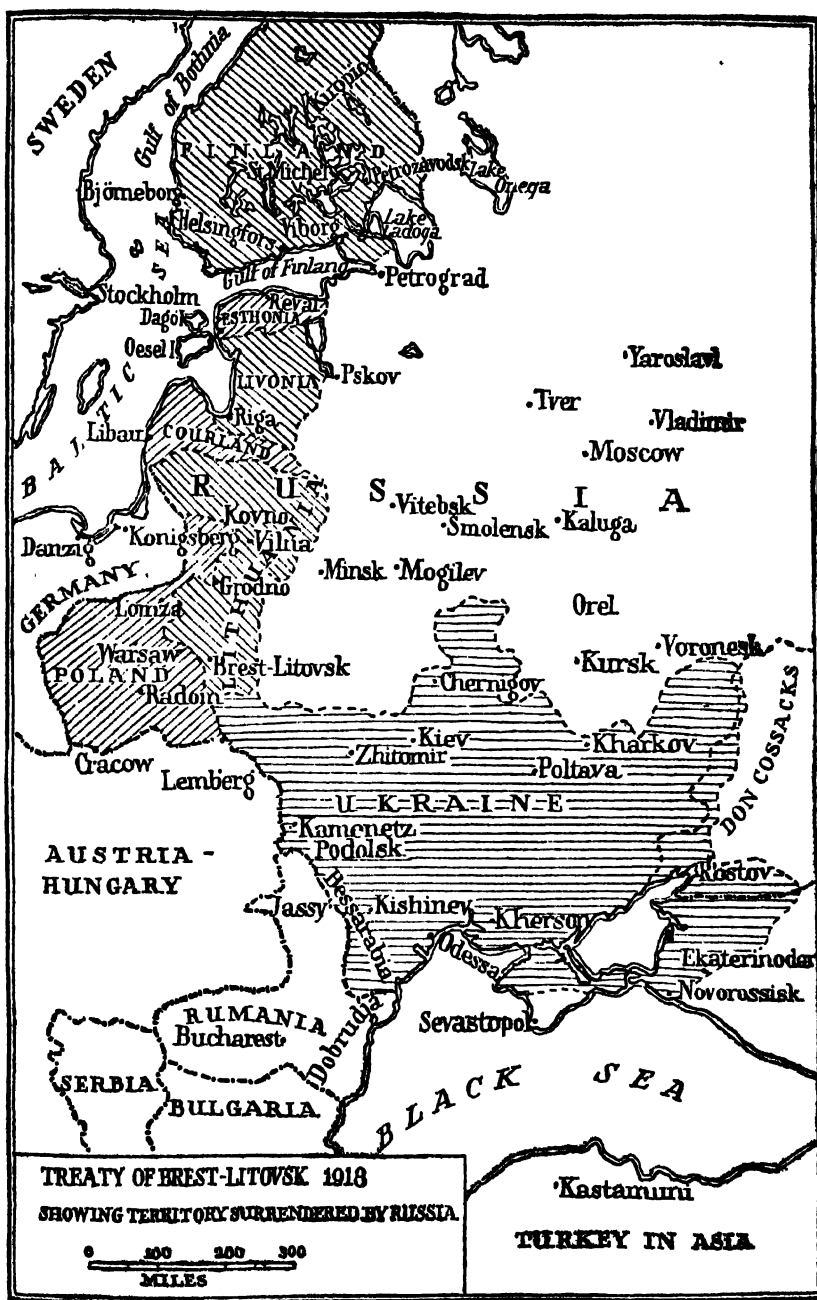 SWEDEN
Gulf of Bothnia
Kuopio
FINLAND
St Michel
Petrozavodsk
Lake Onega
Björneborg
Helsingfors
Viborg
Lake Ladoga
Gulf of Finland
Petrograd
Stockholm
BALTIC SEA
Dagö
Reval
ESTHONIA
Oesel
Yaroslavl
LIVONIA
Pskov
Tver
Vladimir
Riga
Libau
COURLAND
Moscow
RUSSIA
Vitebsk
Smolensk
Kaluga
Kovno
Vilna
LITHUANIA
Danzig
Konigsberg
Minsk
Mogilev
GERMANY
Grodno
Lomza
Orel
Warsaw
Voronesh
Brest-Litovsk
Kursk
POLAND
Radom
Chernigov
DON COSSACKS
Kiev
Kharkov
Zhitomir
Cracow
Poltava
Lemberg
UKRAINE
Kamenetz
Podolsk
AUSTRIA-
HUNGARY
Rostov
Bessarabia
Jassy
Kishinev
Kherson
Odessa
Ekaterinodar
Novorossisk
RUMANIA
Sevastopol
Bucharest
Dobrudja
SERBIA
BULGARIA
BLACK SEA
TREATY OF BREST-LITOVSK 1918
SHOWING TERRITORY SURRENDERED BY RUSSIA
0 100 200 300
MILES
Kastamuni
TURKEY IN ASIA